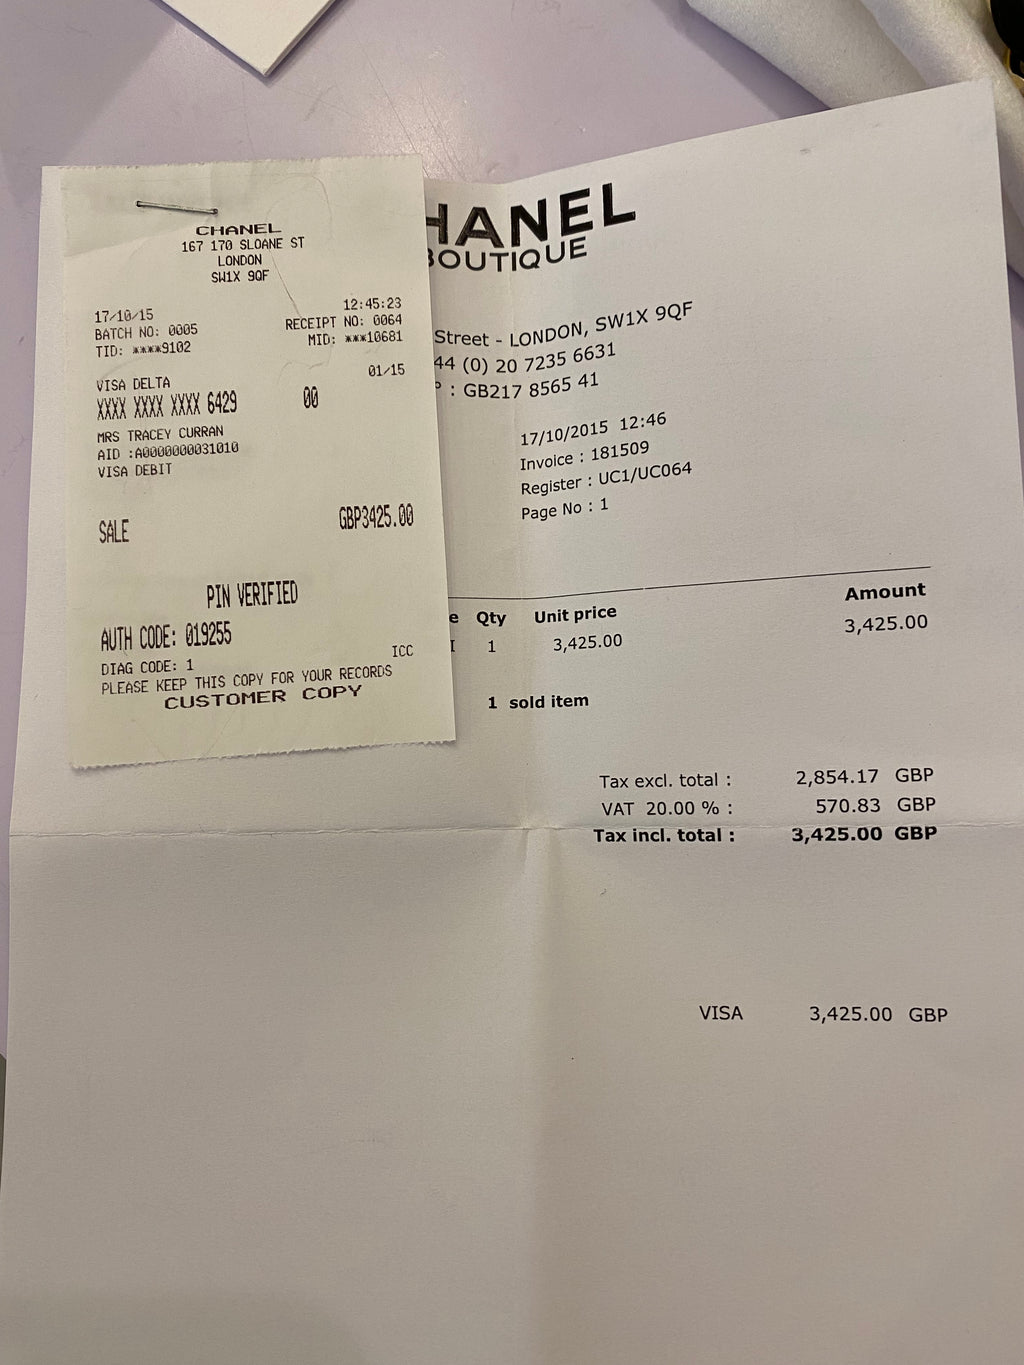 CHANEL
167 170 SLOANE ST
LONDON
SW1X 9QF
17/10/15 12:45:23
BATCH NO: 0005 RECEIPT NO: 0064
TID: ****9102 MID: ***10681
01/15
VISA DELTA
XXXX XXXX XXXX 6429 00
MRS TRACEY CURRAN
AID :A0000000031010
VISA DEBIT
SALE GBP3425.00
PIN VERIFIED
AUTH CODE: 019255
DIAG CODE: 1 ICC
PLEASE KEEP THIS COPY FOR YOUR RECORDS
CUSTOMER COPY
HANEL
BOUTIQUE
Street - LONDON, SW1X 9QF
44 (0) 20 7235 6631
: GB217 8565 41
17/10/2015 12:46
Invoice : 181509
Register : UC1/UC064
Page No : 1
e Qty Unit price Amount
I 1 3,425.00 3,425.00
1 sold item
Tax excl. total : 2,854.17 GBP
VAT 20.00 % : 570.83 GBP
Tax incl. total : 3,425.00 GBP
VISA 3,425.00 GBP